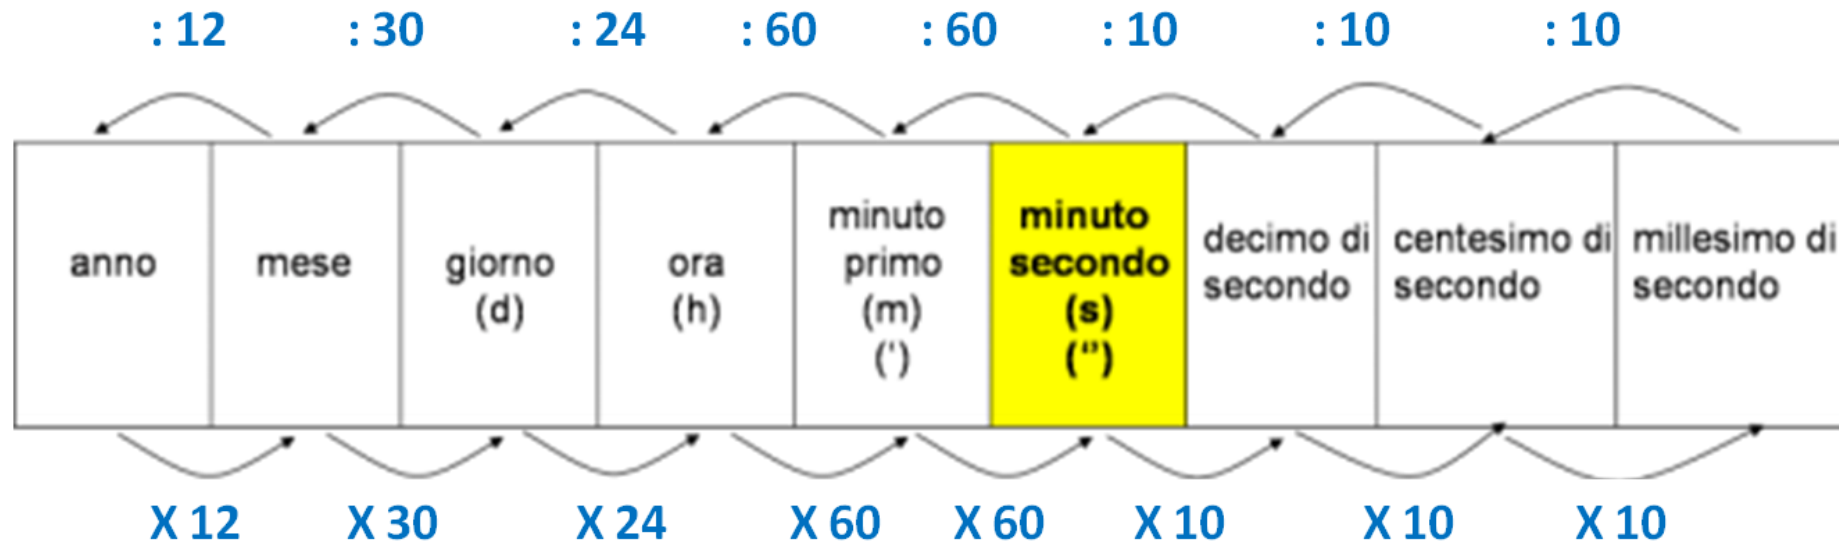 : 12 : 30 : 24 : 60 : 60 : 10 : 10 : 10
anno
mese
giorno
(d)
ora
(h)
minuto
primo
(m)
(')
minuto
secondo
(s)
(‘’)
decimo di
secondo
centesimo di
secondo
millesimo di
secondo
X 12 X 30 X 24 X 60 X 60 X 10 X 10 X 10